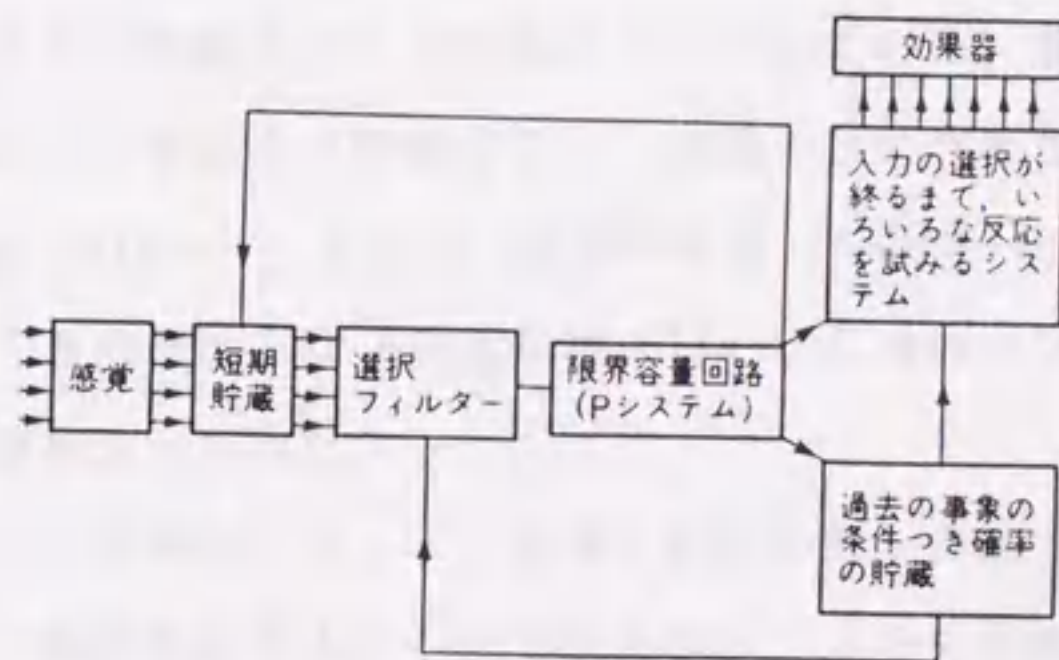 効果器
入力の選択が
終るまて,い
ろいろな反応
を試みるシス
テム
感覚
短期
貯蔵
選択
フィルター
限界容量回路
(Pシステム)
過去の事象の
条件つき確率
の貯蔵